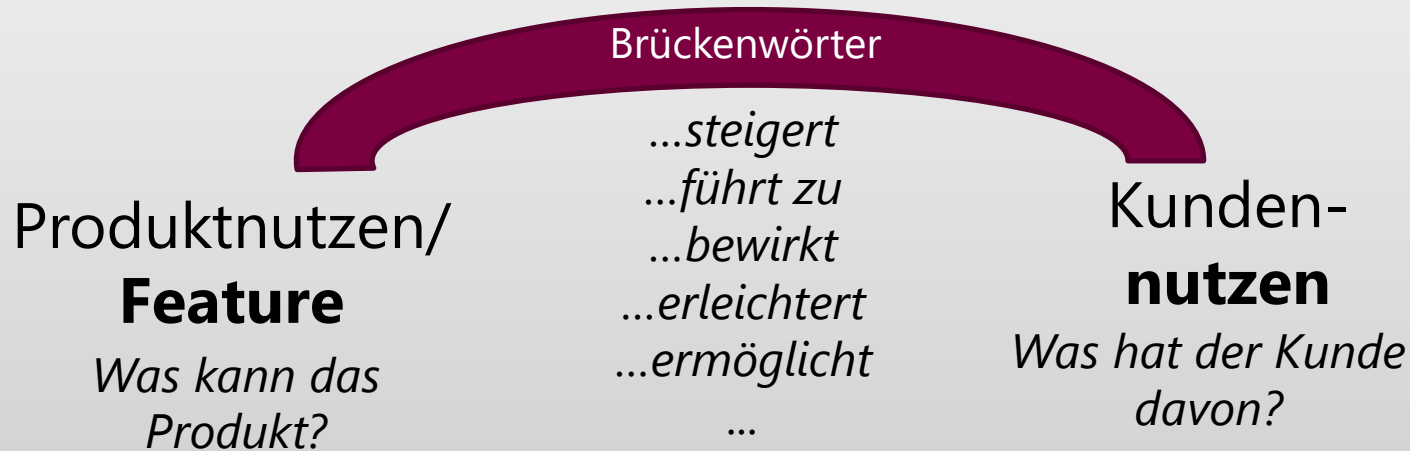 Brückenwörter
Produktnutzen/
Feature
Was kann das
Produkt?
...steigert
...führt zu
...bewirkt
...erleichtert
...ermöglicht
...
Kunden-
nutzen
Was hat der Kunde
davon?